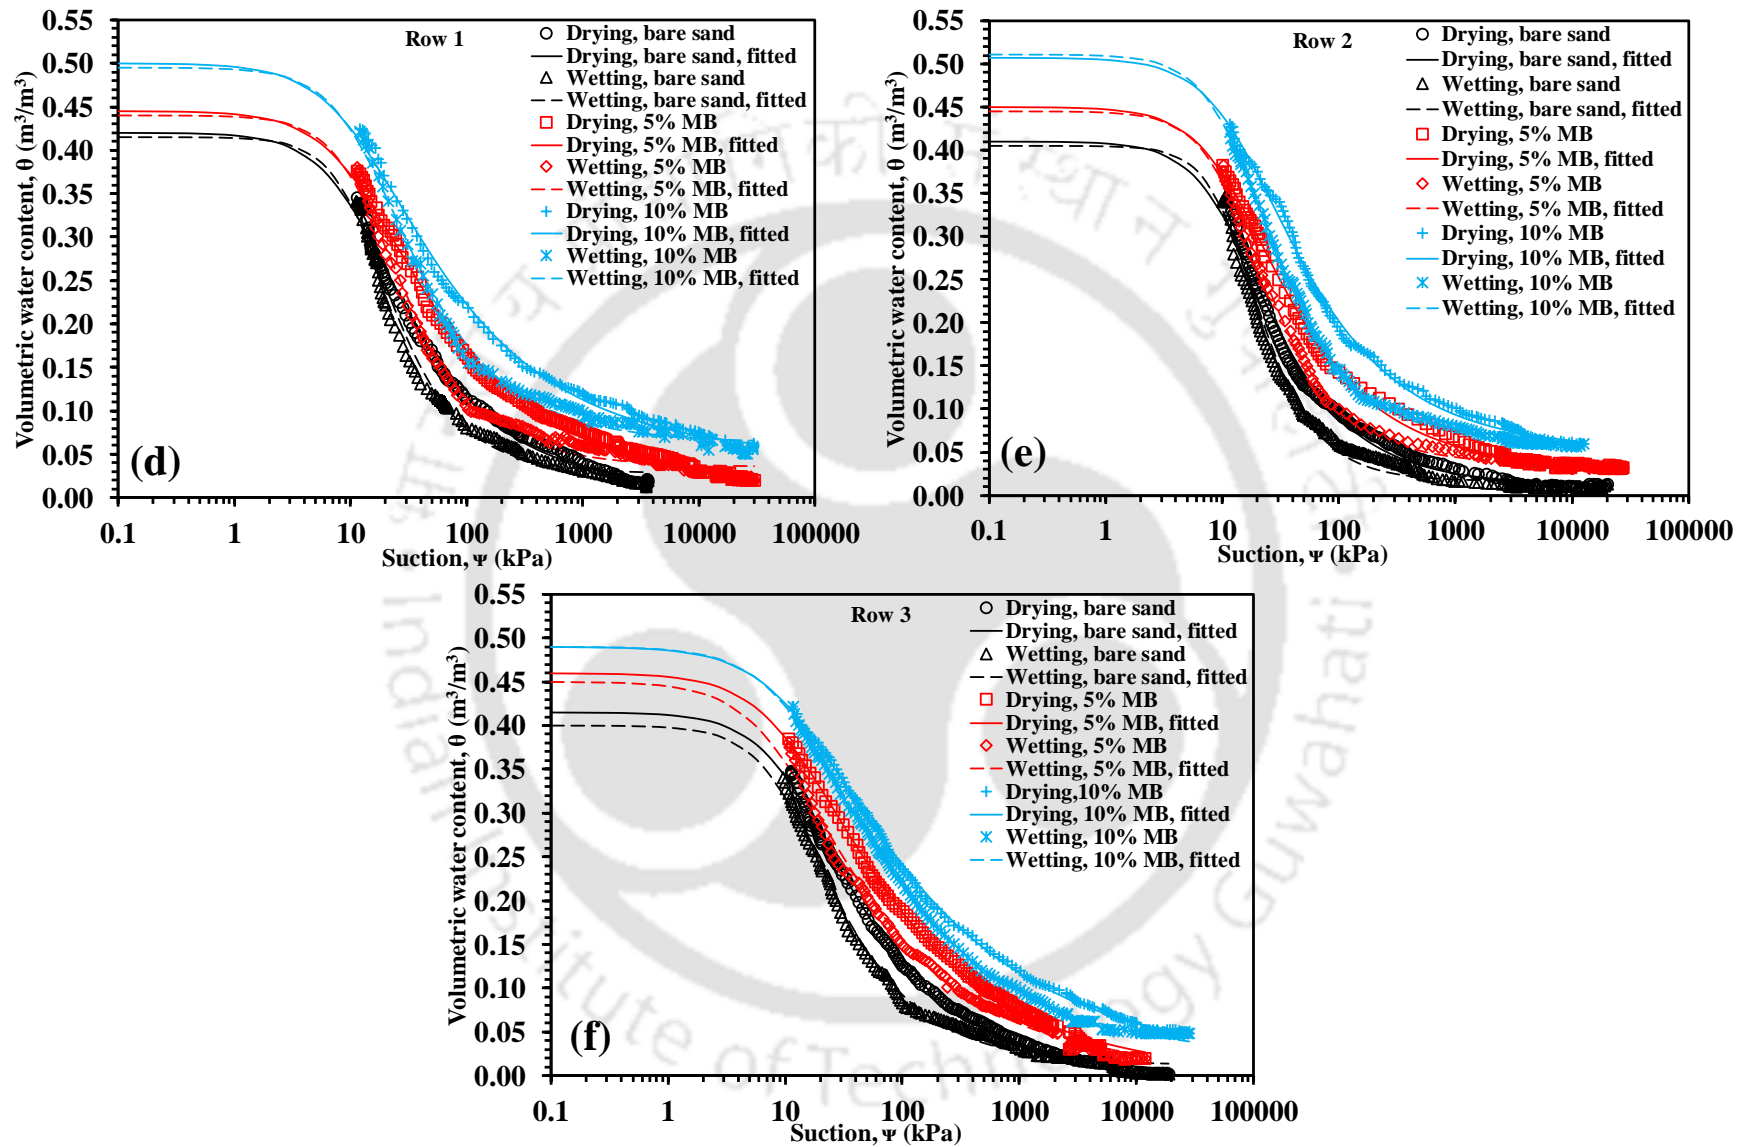 Row 1
Drying, bare sand
Drying, bare sand, fitted
Wetting, bare sand
Wetting, bare sand, fitted
Drying, 5% MB
Drying, 5% MB, fitted
Wetting, 5% MB
Wetting, 5% MB, fitted
Drying, 10% MB
Drying, 10% MB, fitted
Wetting, 10% MB
Wetting, 10% MB, fitted
Volumetric water content, θ (m³/m³)
0.55
0.50
0.45
0.40
0.35
0.30
0.25
0.20
0.15
0.10
0.05
0.00
(d)
0.1 1 10 100 1000 10000 100000
Suction, Ψ (kPa)
Row 2
Drying, bare sand
Drying, bare sand, fitted
Wetting, bare sand
Wetting, bare sand, fitted
Drying, 5% MB
Drying, 5% MB, fitted
Wetting, 5% MB
Wetting, 5% MB, fitted
Drying, 10% MB
Drying, 10% MB, fitted
Wetting, 10% MB
Wetting, 10% MB, fitted
Volumetric water content, θ (m³/m³)
0.55
0.50
0.45
0.40
0.35
0.30
0.25
0.20
0.15
0.10
0.05
0.00
(e)
0.1 1 10 100 1000 10000 100000
Suction, Ψ (kPa)
Row 3
Drying, bare sand
Drying, bare sand, fitted
Wetting, bare sand
Wetting, bare sand, fitted
Drying, 5% MB
Drying, 5% MB, fitted
Wetting, 5% MB
Wetting, 5% MB, fitted
Drying,10% MB
Drying, 10% MB, fitted
Wetting, 10% MB
Wetting, 10% MB, fitted
Volumetric water content, θ (m³/m³)
0.55
0.50
0.45
0.40
0.35
0.30
0.25
0.20
0.15
0.10
0.05
0.00
(f)
0.1 1 10 100 1000 10000 100000
Suction, Ψ (kPa)
Indian Institute of Technology Guwahati